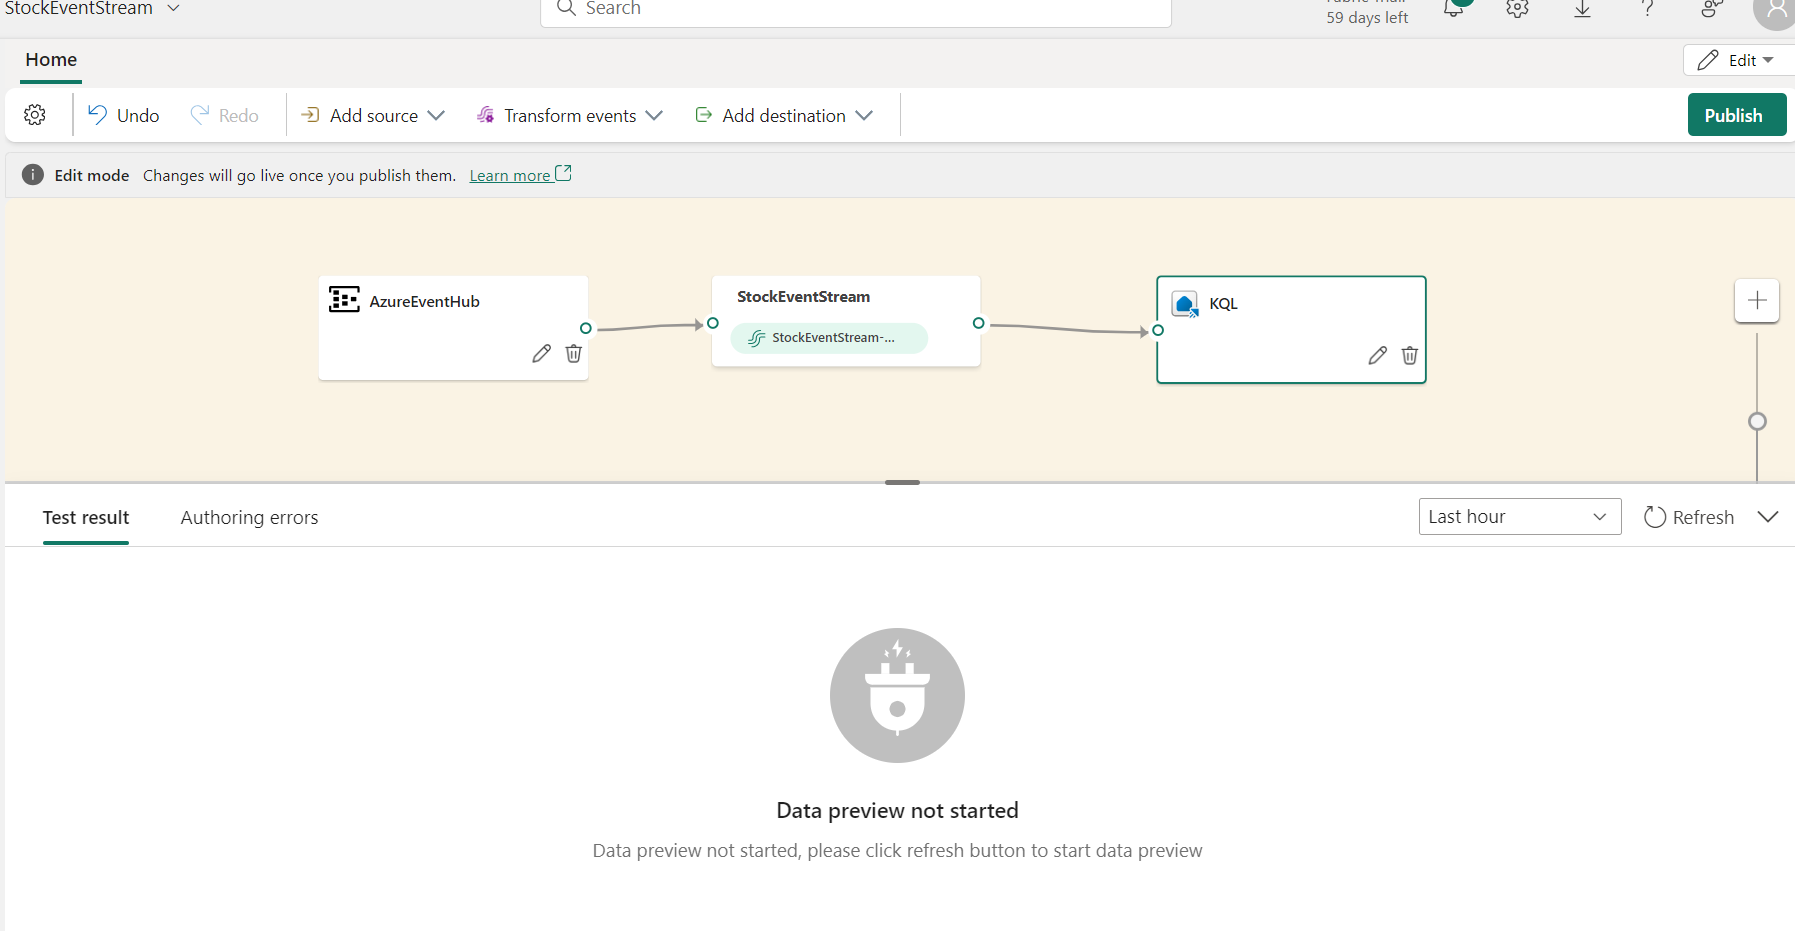 StockEventStream
Search
59 days left
Home
Edit
Undo
Redo
Add source
Transform events
Add destination
Publish
Edit mode Changes will go live once you publish them. Learn more
AzureEventHub
StockEventStream
StockEventStream-...
KQL
Test result
Authoring errors
Last hour
Refresh
Data preview not started
Data preview not started, please click refresh button to start data preview